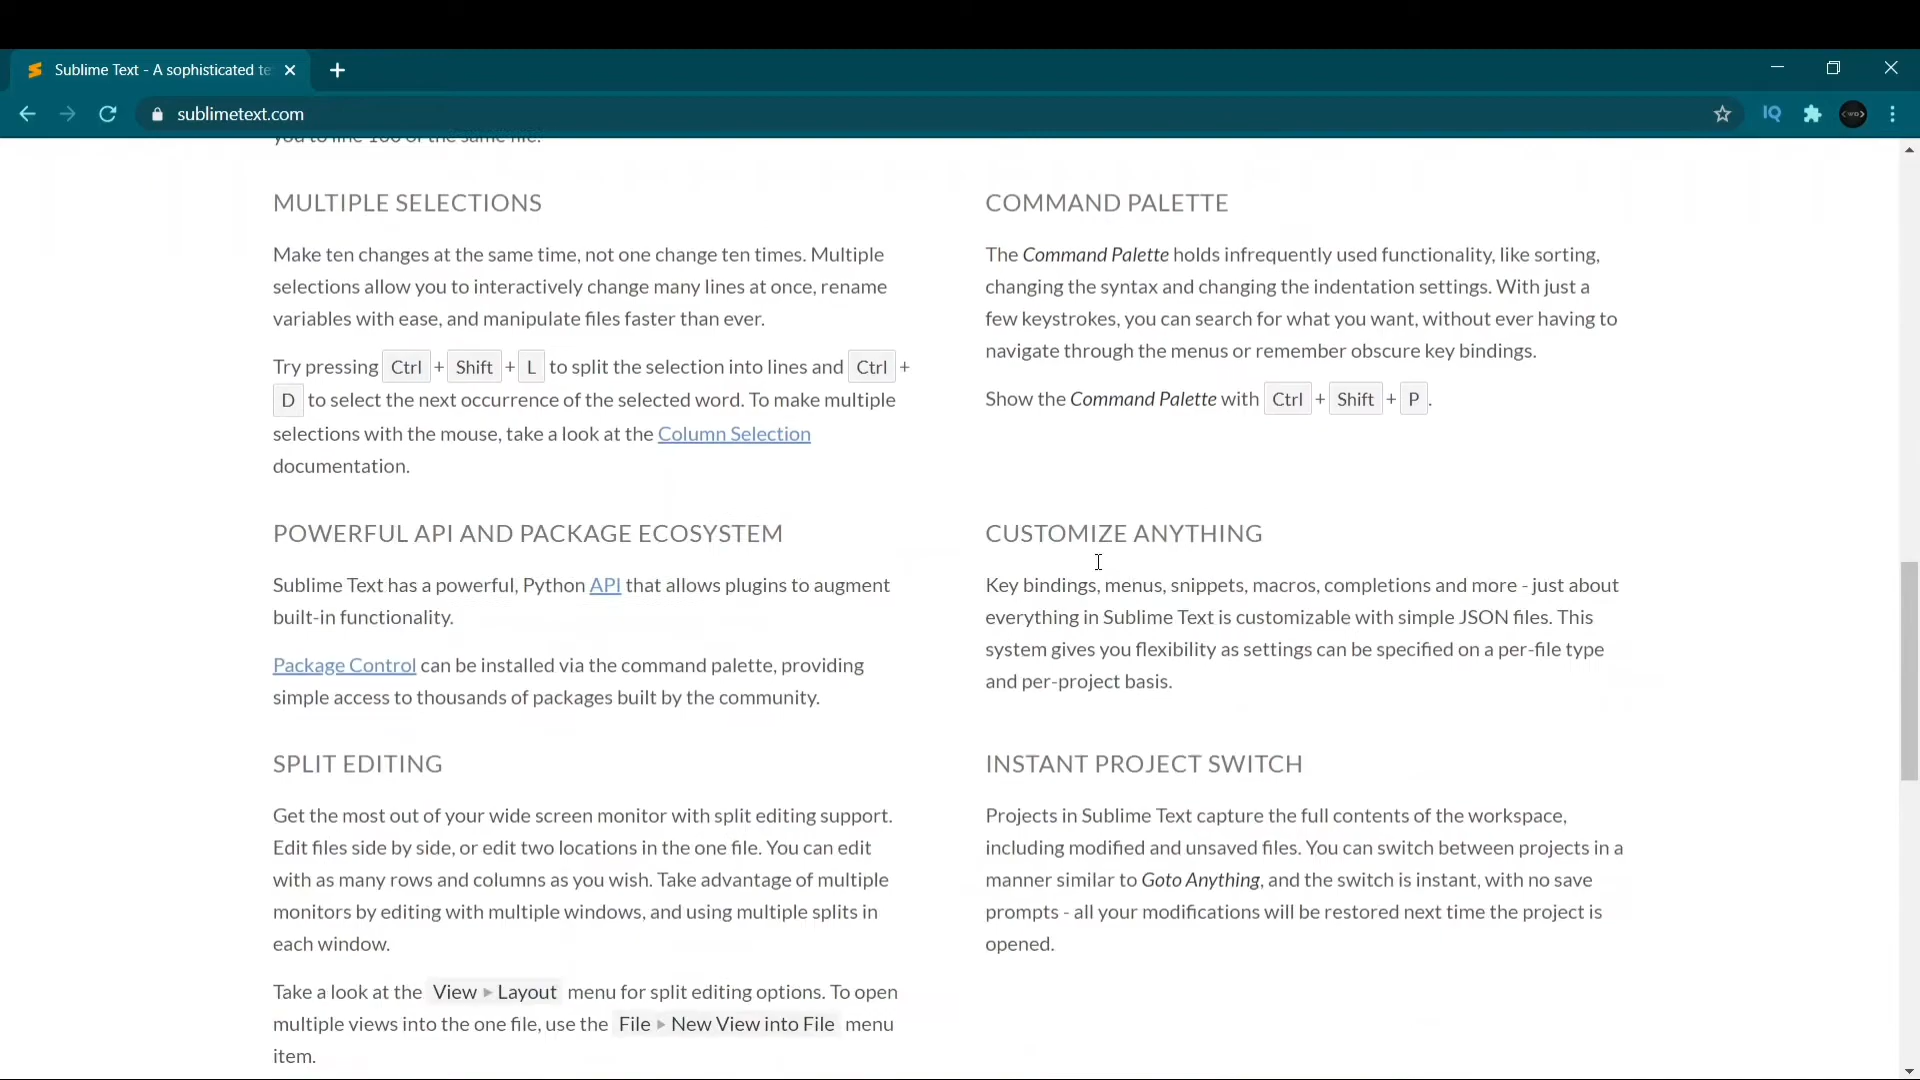 Sublime Text - A sophisticated te
sublimetext.com
IQ
you to line 100 of the same file.
MULTIPLE SELECTIONS
Make ten changes at the same time, not one change ten times. Multiple
selections allow you to interactively change many lines at once, rename
variables with ease, and manipulate files faster than ever.
Try pressing Ctrl + Shift + L to split the selection into lines and Ctrl +
D to select the next occurrence of the selected word. To make multiple
selections with the mouse, take a look at the Column Selection
documentation.
COMMAND PALETTE
The Command Palette holds infrequently used functionality, like sorting,
changing the syntax and changing the indentation settings. With just a
few keystrokes, you can search for what you want, without ever having to
navigate through the menus or remember obscure key bindings.
Show the Command Palette with Ctrl + Shift + P.
POWERFUL API AND PACKAGE ECOSYSTEM
Sublime Text has a powerful, Python API that allows plugins to augment
built-in functionality.
Package Control can be installed via the command palette, providing
simple access to thousands of packages built by the community.
CUSTOMIZE ANYTHING
Key bindings, menus, snippets, macros, completions and more - just about
everything in Sublime Text is customizable with simple JSON files. This
system gives you flexibility as settings can be specified on a per-file type
and per-project basis.
SPLIT EDITING
Get the most out of your wide screen monitor with split editing support.
Edit files side by side, or edit two locations in the one file. You can edit
with as many rows and columns as you wish. Take advantage of multiple
monitors by editing with multiple windows, and using multiple splits in
each window.
Take a look at the View ▸ Layout menu for split editing options. To open
multiple views into the one file, use the File ▸ New View into File menu
item.
INSTANT PROJECT SWITCH
Projects in Sublime Text capture the full contents of the workspace,
including modified and unsaved files. You can switch between projects in a
manner similar to Goto Anything, and the switch is instant, with no save
prompts - all your modifications will be restored next time the project is
opened.